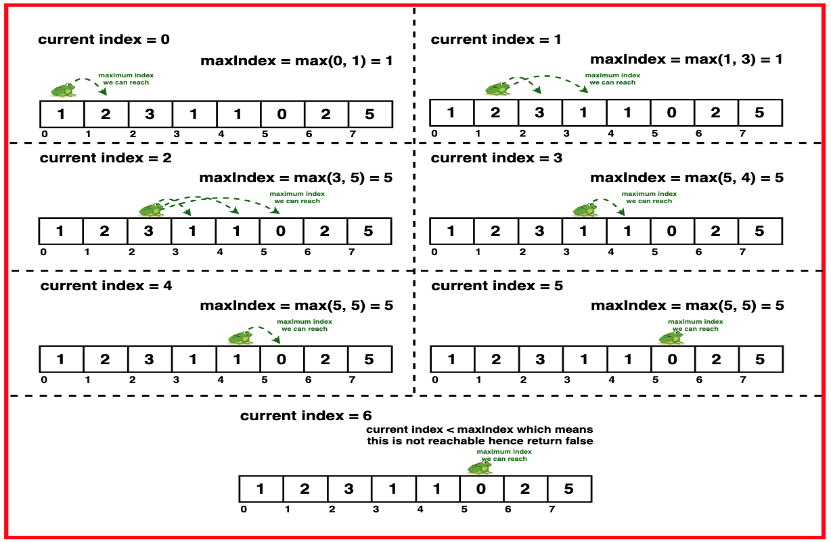 current index = 0
maxIndex = max(0, 1) = 1
maximum index
we can reach
1 2 3 1 1 0 2 5
0 1 2 3 4 5 6 7
current index = 1
maxIndex = max(1, 3) = 1
maximum index
we can reach
1 2 3 1 1 0 2 5
0 1 2 3 4 5 6 7
current index = 2
maxIndex = max(3, 5) = 5
maximum index
we can reach
1 2 3 1 1 0 2 5
0 1 2 3 4 5 6 7
current index = 3
maxIndex = max(5, 4) = 5
maximum index
we can reach
1 2 3 1 1 0 2 5
0 1 2 3 4 5 6 7
current index = 4
maxIndex = max(5, 5) = 5
maximum index
we can reach
1 2 3 1 1 0 2 5
0 1 2 3 4 5 6 7
current index = 5
maxIndex = max(5, 5) = 5
maximum index
we can reach
1 2 3 1 1 0 2 5
0 1 2 3 4 5 6 7
current index = 6
current index < maxIndex which means
this is not reachable hence return false
maximum index
we can reach
1 2 3 1 1 0 2 5
0 1 2 3 4 5 6 7